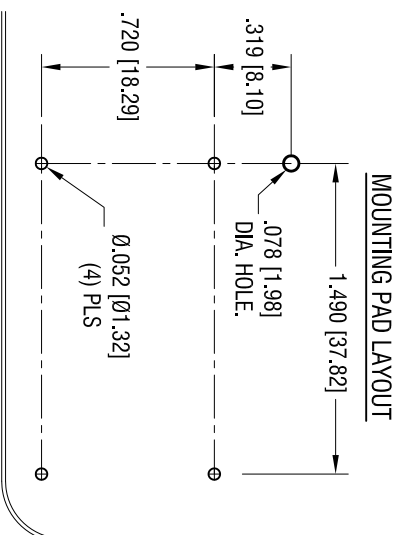 MOUNTING PAD LAYOUT
1.490 [37.82]
.319 [8.10]
.078 [1.98]
DIA. HOLE.
.720 [18.29]
Ø.052 [Ø1.32]
(4) PLS